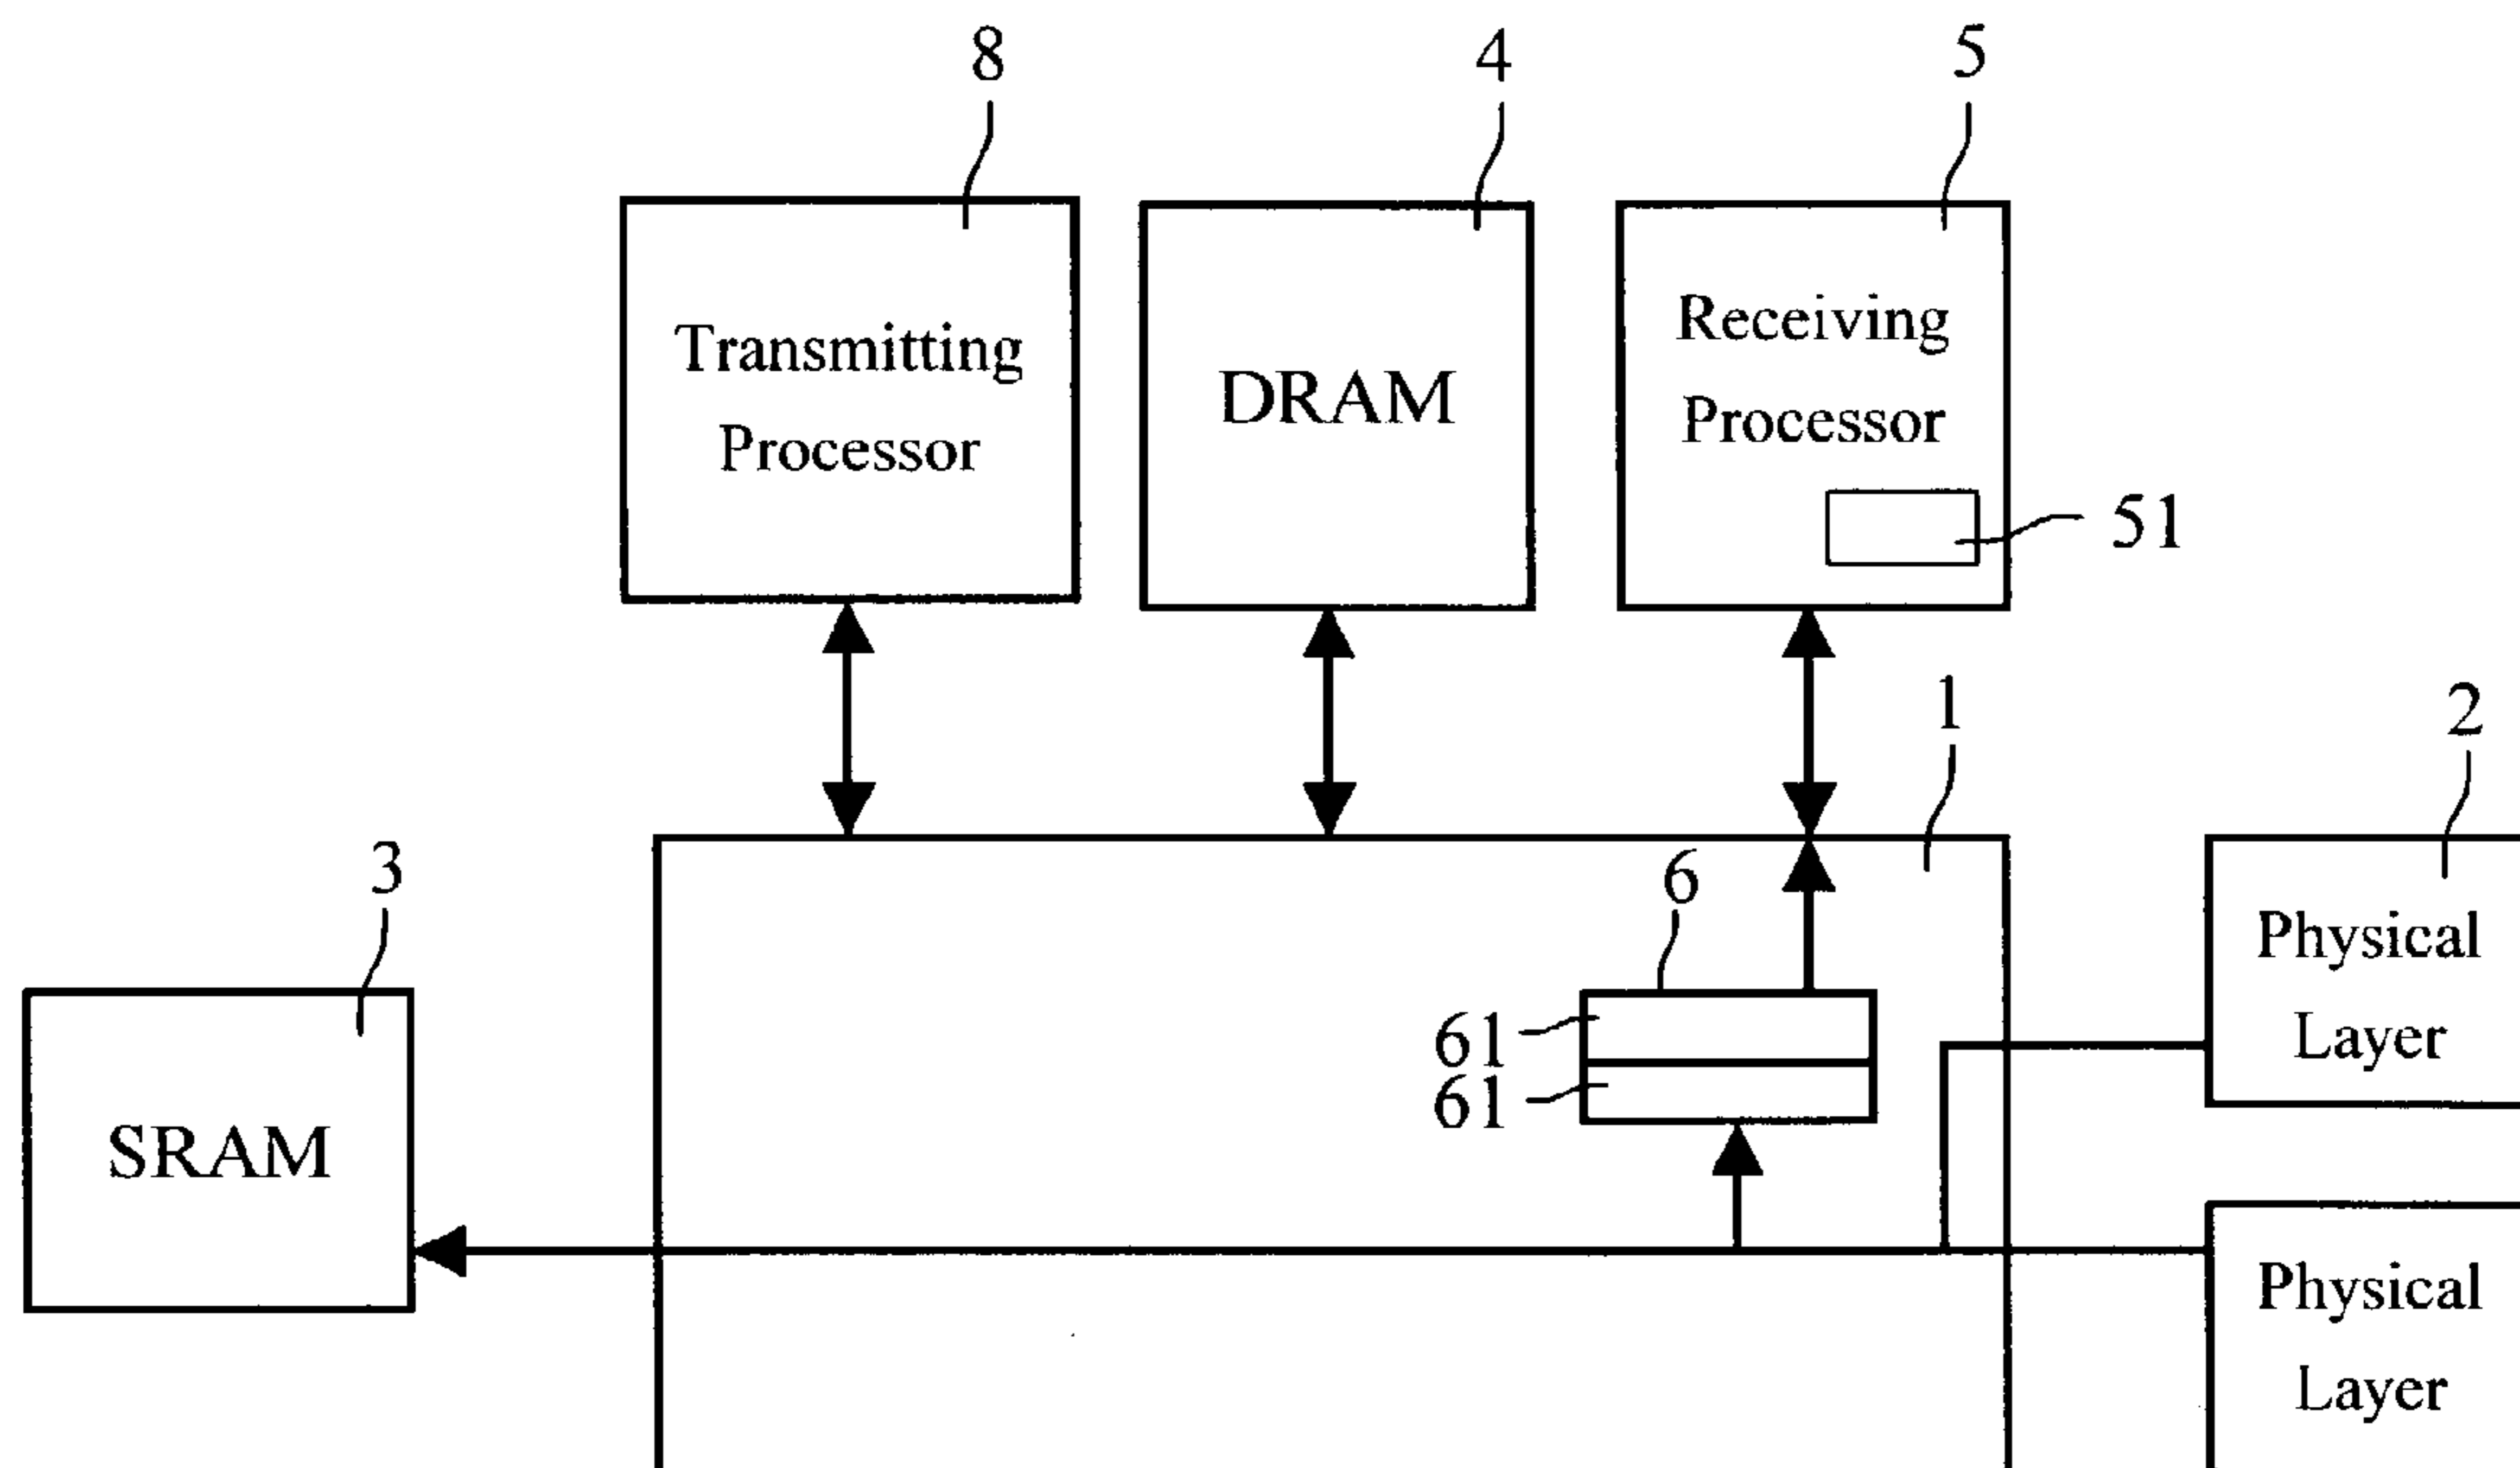 8
4
5
Transmitting
Processor
DRAM
Receiving
Processor
51
1
2
3
6
Physical
Layer
61
61
SRAM
Physical
Layer